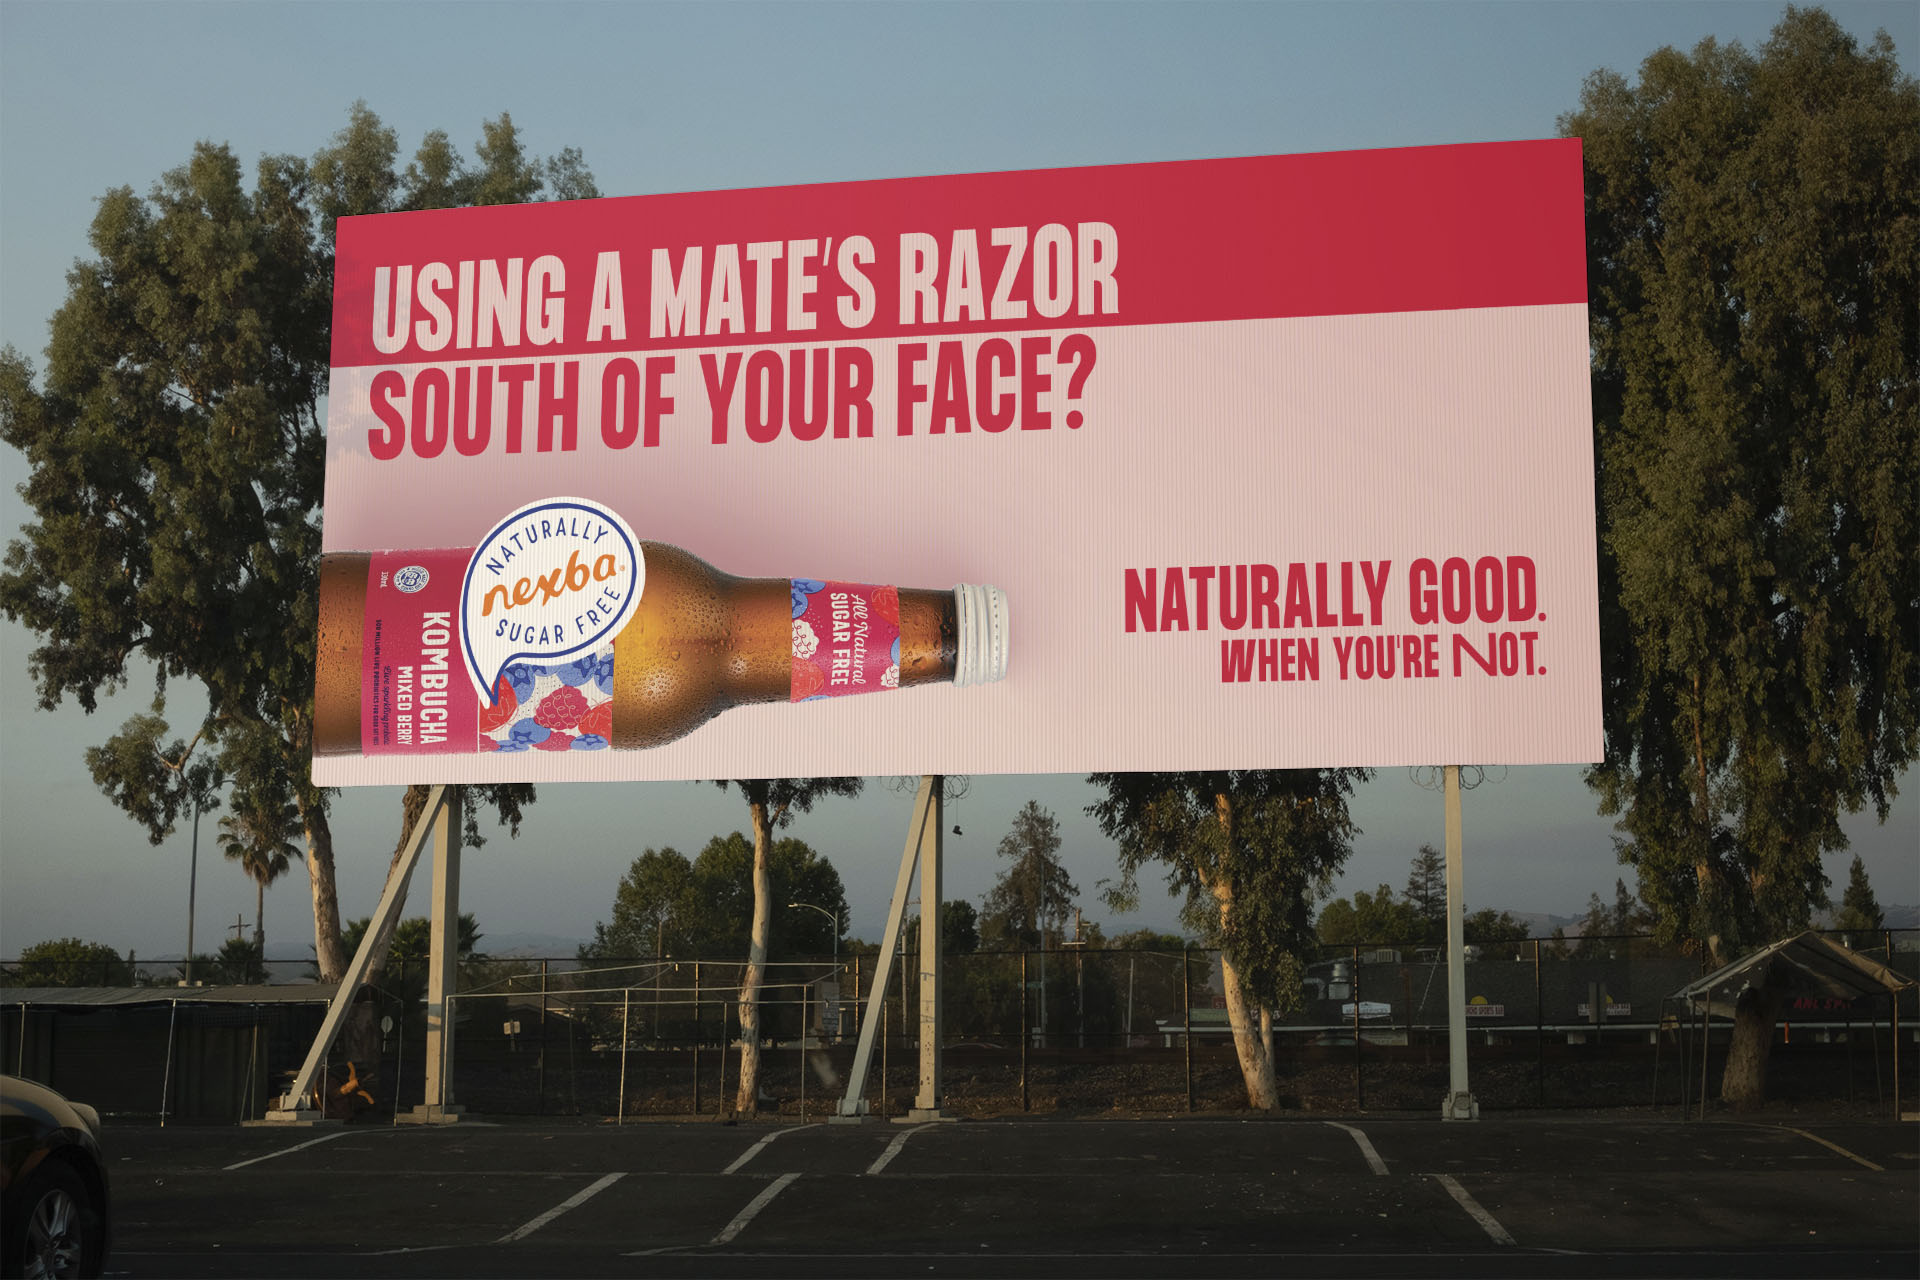 USING A MATE'S RAZOR
SOUTH OF YOUR FACE?
NATURALLY
nexba®
SUGAR FREE
KOMBUCHA
MIXED BERRY
330mL
All Natural
SUGAR FREE
NATURALLY GOOD.
WHEN YOU'RE NOT.